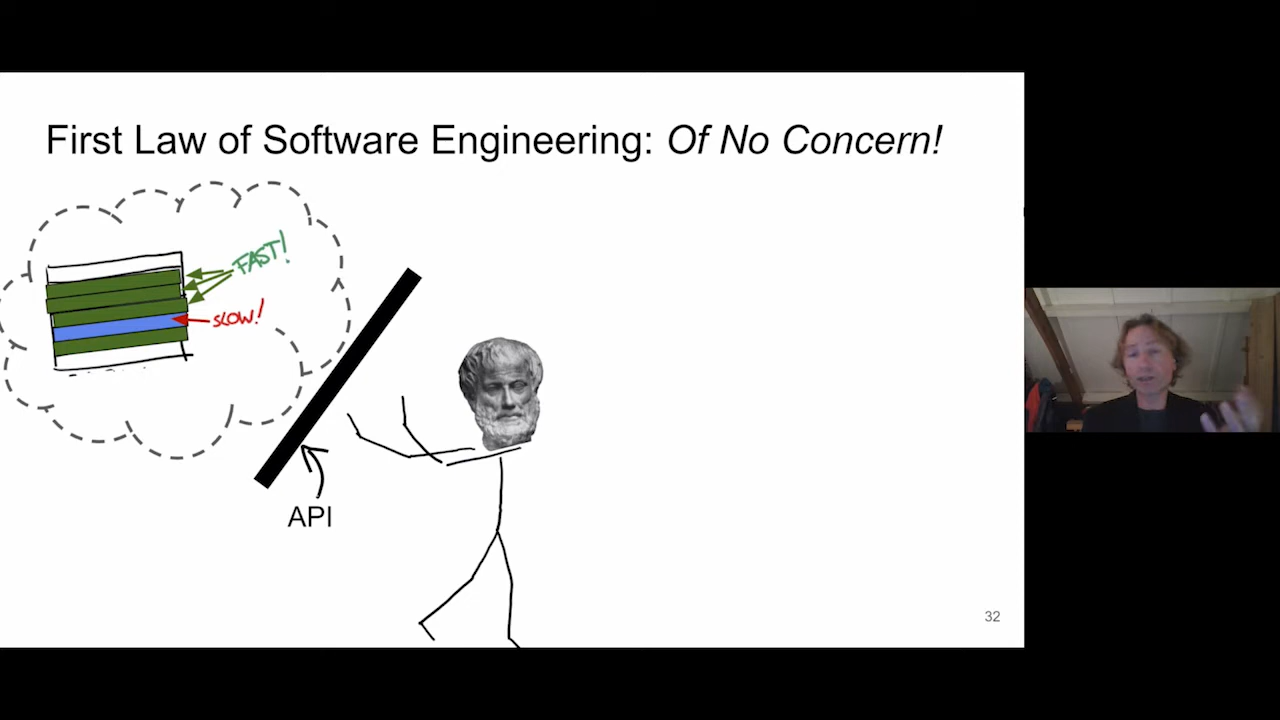 First Law of Software Engineering: Of No Concern!
FAST!
SLOW!
API
32